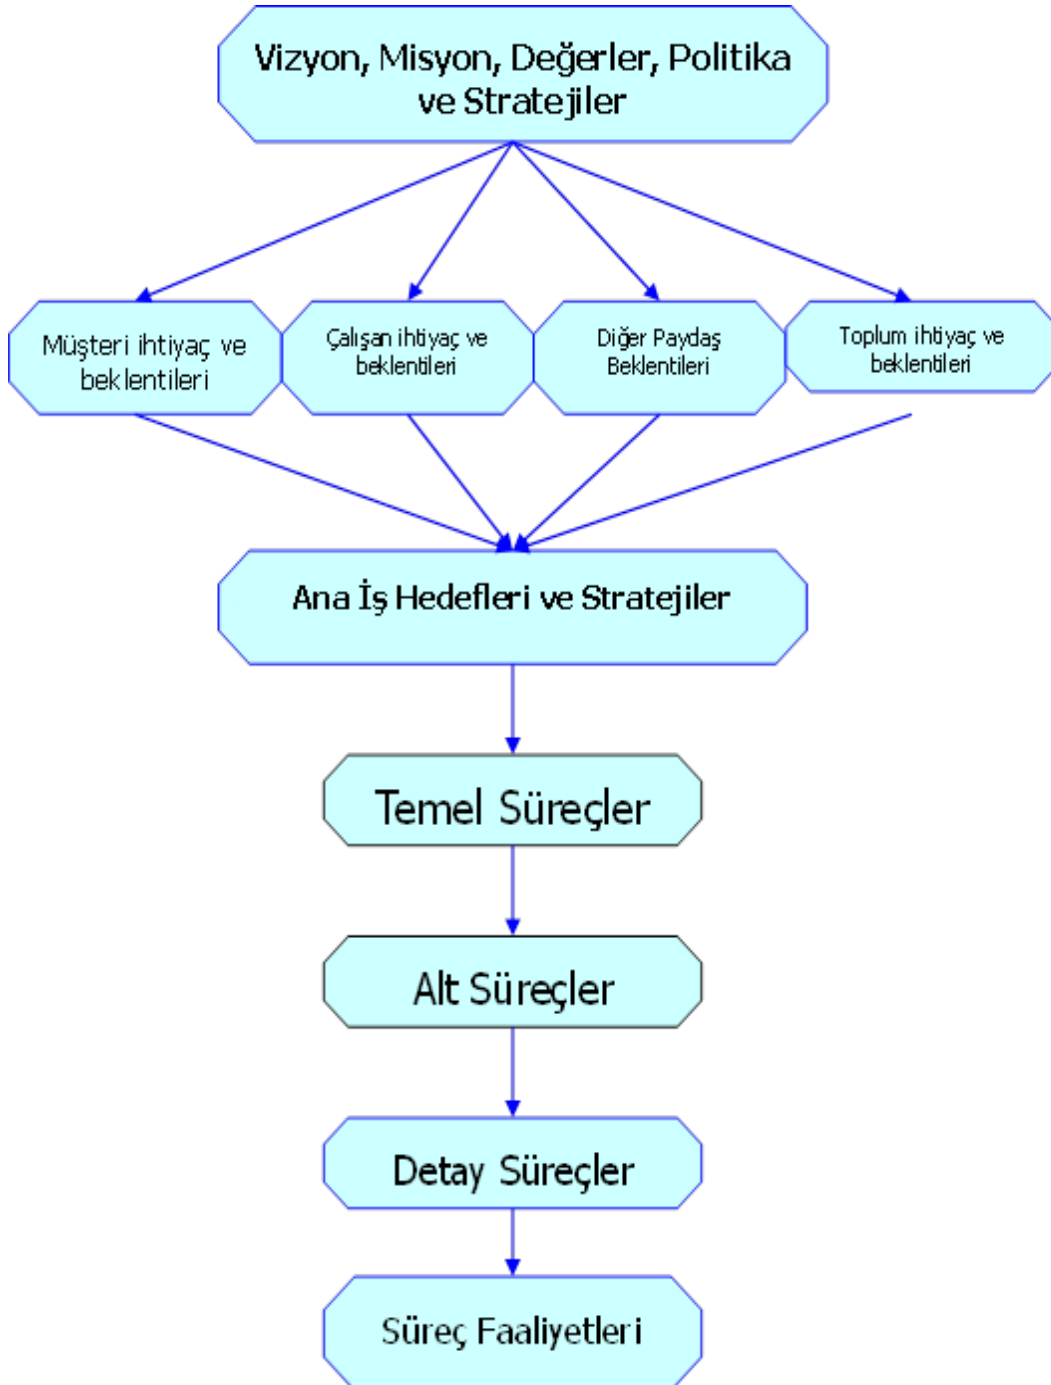 Vizyon, Misyon, Değerler, Politika
ve Stratejiler
Müşteri ihtiyaç ve
beklentileri
Çalışan ihtiyaç ve
beklentileri
Diğer Paydaş
Beklentileri
Toplum ihtiyaç ve
beklentileri
Ana İş Hedefleri ve Stratejiler
Temel Süreçler
Alt Süreçler
Detay Süreçler
Süreç Faaliyetleri